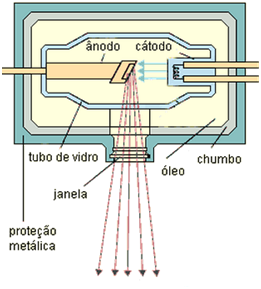 ânodo
cátodo
tubo de vidro
chumbo
janela
óleo
proteção
metálica